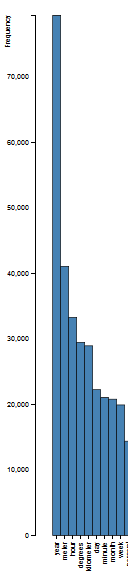 Frequency
70,000
60,000
50,000
40,000
30,000
20,000
10,000
0
year
meter
hour
degrees
kilometer
day
minute
month
week